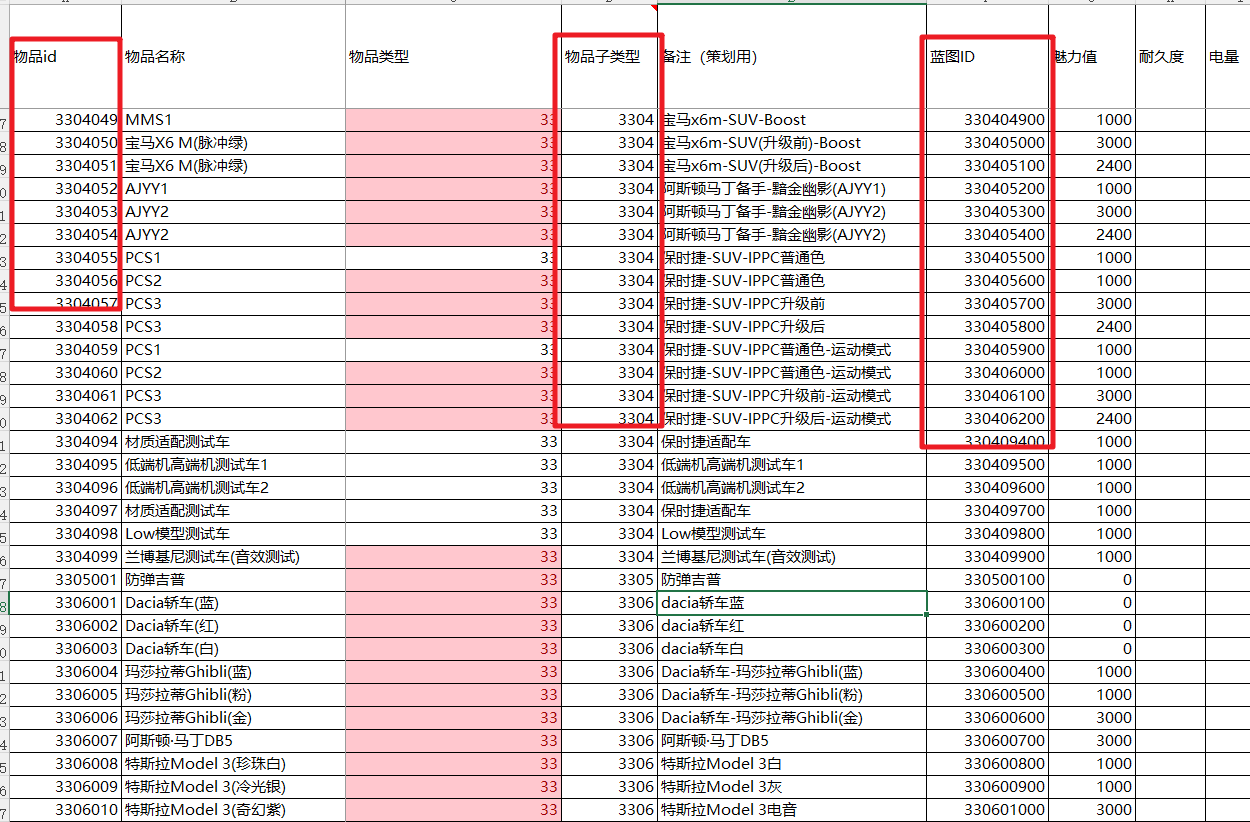 物品id 物品名称 物品类型 物品子类型 备注（策划用） 蓝图ID 魅力值 耐久度 电量
3304049 MMS1 33 3304 宝马x6m-SUV-Boost 330404900 1000
3304050 宝马X6 M(脉冲绿) 33 3304 宝马x6m-SUV(升级前)-Boost 330405000 3000
3304051 宝马X6 M(脉冲绿) 33 3304 宝马x6m-SUV(升级后)-Boost 330405100 2400
3304052 AJYY1 33 3304 阿斯顿马丁备手-黯金幽影(AJYY1) 330405200 1000
3304053 AJYY2 33 3304 阿斯顿马丁备手-黯金幽影(AJYY2) 330405300 3000
3304054 AJYY2 33 3304 阿斯顿马丁备手-黯金幽影(AJYY2) 330405400 2400
3304055 PCS1 33 3304 保时捷-SUV-IPPC普通色 330405500 1000
3304056 PCS2 33 3304 保时捷-SUV-IPPC普通色 330405600 1000
3304057 PCS3 33 3304 保时捷-SUV-IPPC升级前 330405700 3000
3304058 PCS3 33 3304 保时捷-SUV-IPPC升级后 330405800 2400
3304059 PCS1 33 3304 保时捷-SUV-IPPC普通色-运动模式 330405900 1000
3304060 PCS2 33 3304 保时捷-SUV-IPPC普通色-运动模式 330406000 1000
3304061 PCS3 33 3304 保时捷-SUV-IPPC升级前-运动模式 330406100 3000
3304062 PCS3 33 3304 保时捷-SUV-IPPC升级后-运动模式 330406200 2400
3304094 材质适配测试车 33 3304 保时捷适配车 330409400 1000
3304095 低端机高端机测试车1 33 3304 低端机高端机测试车1 330409500 1000
3304096 低端机高端机测试车2 33 3304 低端机高端机测试车2 330409600 1000
3304097 材质适配测试车 33 3304 保时捷适配车 330409700 1000
3304098 Low模型测试车 33 3304 Low模型测试车 330409800 1000
3304099 兰博基尼测试车(音效测试) 33 3304 兰博基尼测试车(音效测试) 330409900 1000
3305001 防弹吉普 33 3305 防弹吉普 330500100 0
3306001 Dacia轿车(蓝) 33 3306 dacia轿车蓝 330600100 0
3306002 Dacia轿车(红) 33 3306 dacia轿车红 330600200 0
3306003 Dacia轿车(白) 33 3306 dacia轿车白 330600300 0
3306004 玛莎拉蒂Ghibli(蓝) 33 3306 Dacia轿车-玛莎拉蒂Ghibli(蓝) 330600400 1000
3306005 玛莎拉蒂Ghibli(粉) 33 3306 Dacia轿车-玛莎拉蒂Ghibli(粉) 330600500 1000
3306006 玛莎拉蒂Ghibli(金) 33 3306 Dacia轿车-玛莎拉蒂Ghibli(金) 330600600 3000
3306007 阿斯顿·马丁DB5 33 3306 阿斯顿·马丁DB5 330600700 3000
3306008 特斯拉Model 3(珍珠白) 33 3306 特斯拉Model 3白 330600800 1000
3306009 特斯拉Model 3(冷光银) 33 3306 特斯拉Model 3灰 330600900 1000
3306010 特斯拉Model 3(奇幻紫) 33 3306 特斯拉Model 3电音 330601000 3000